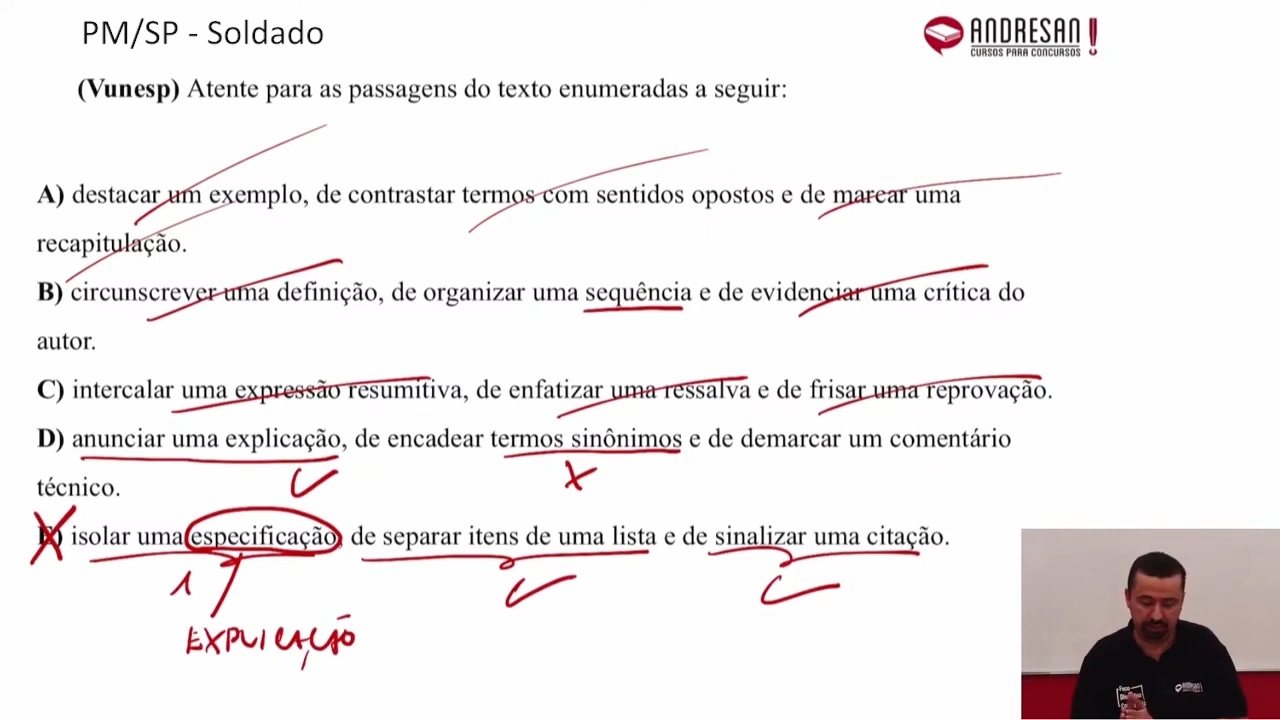 PM/SP - Soldado
ANDRESAN!
CURSOS PARA CONCURSOS
(Vunesp) Atente para as passagens do texto enumeradas a seguir:
A) destacar um exemplo, de contrastar termos com sentidos opostos e de marcar uma
recapitulação.
B) circunscrever uma definição, de organizar uma sequência e de evidenciar uma crítica do
autor.
C) intercalar uma expressão resumitiva, de enfatizar uma ressalva e de frisar uma reprovação.
D) anunciar uma explicação, de encadear termos sinônimos e de demarcar um comentário
técnico.
E) isolar uma especificação, de separar itens de uma lista e de sinalizar uma citação.
1
EXPLICAÇÃO
ANDRESAN!